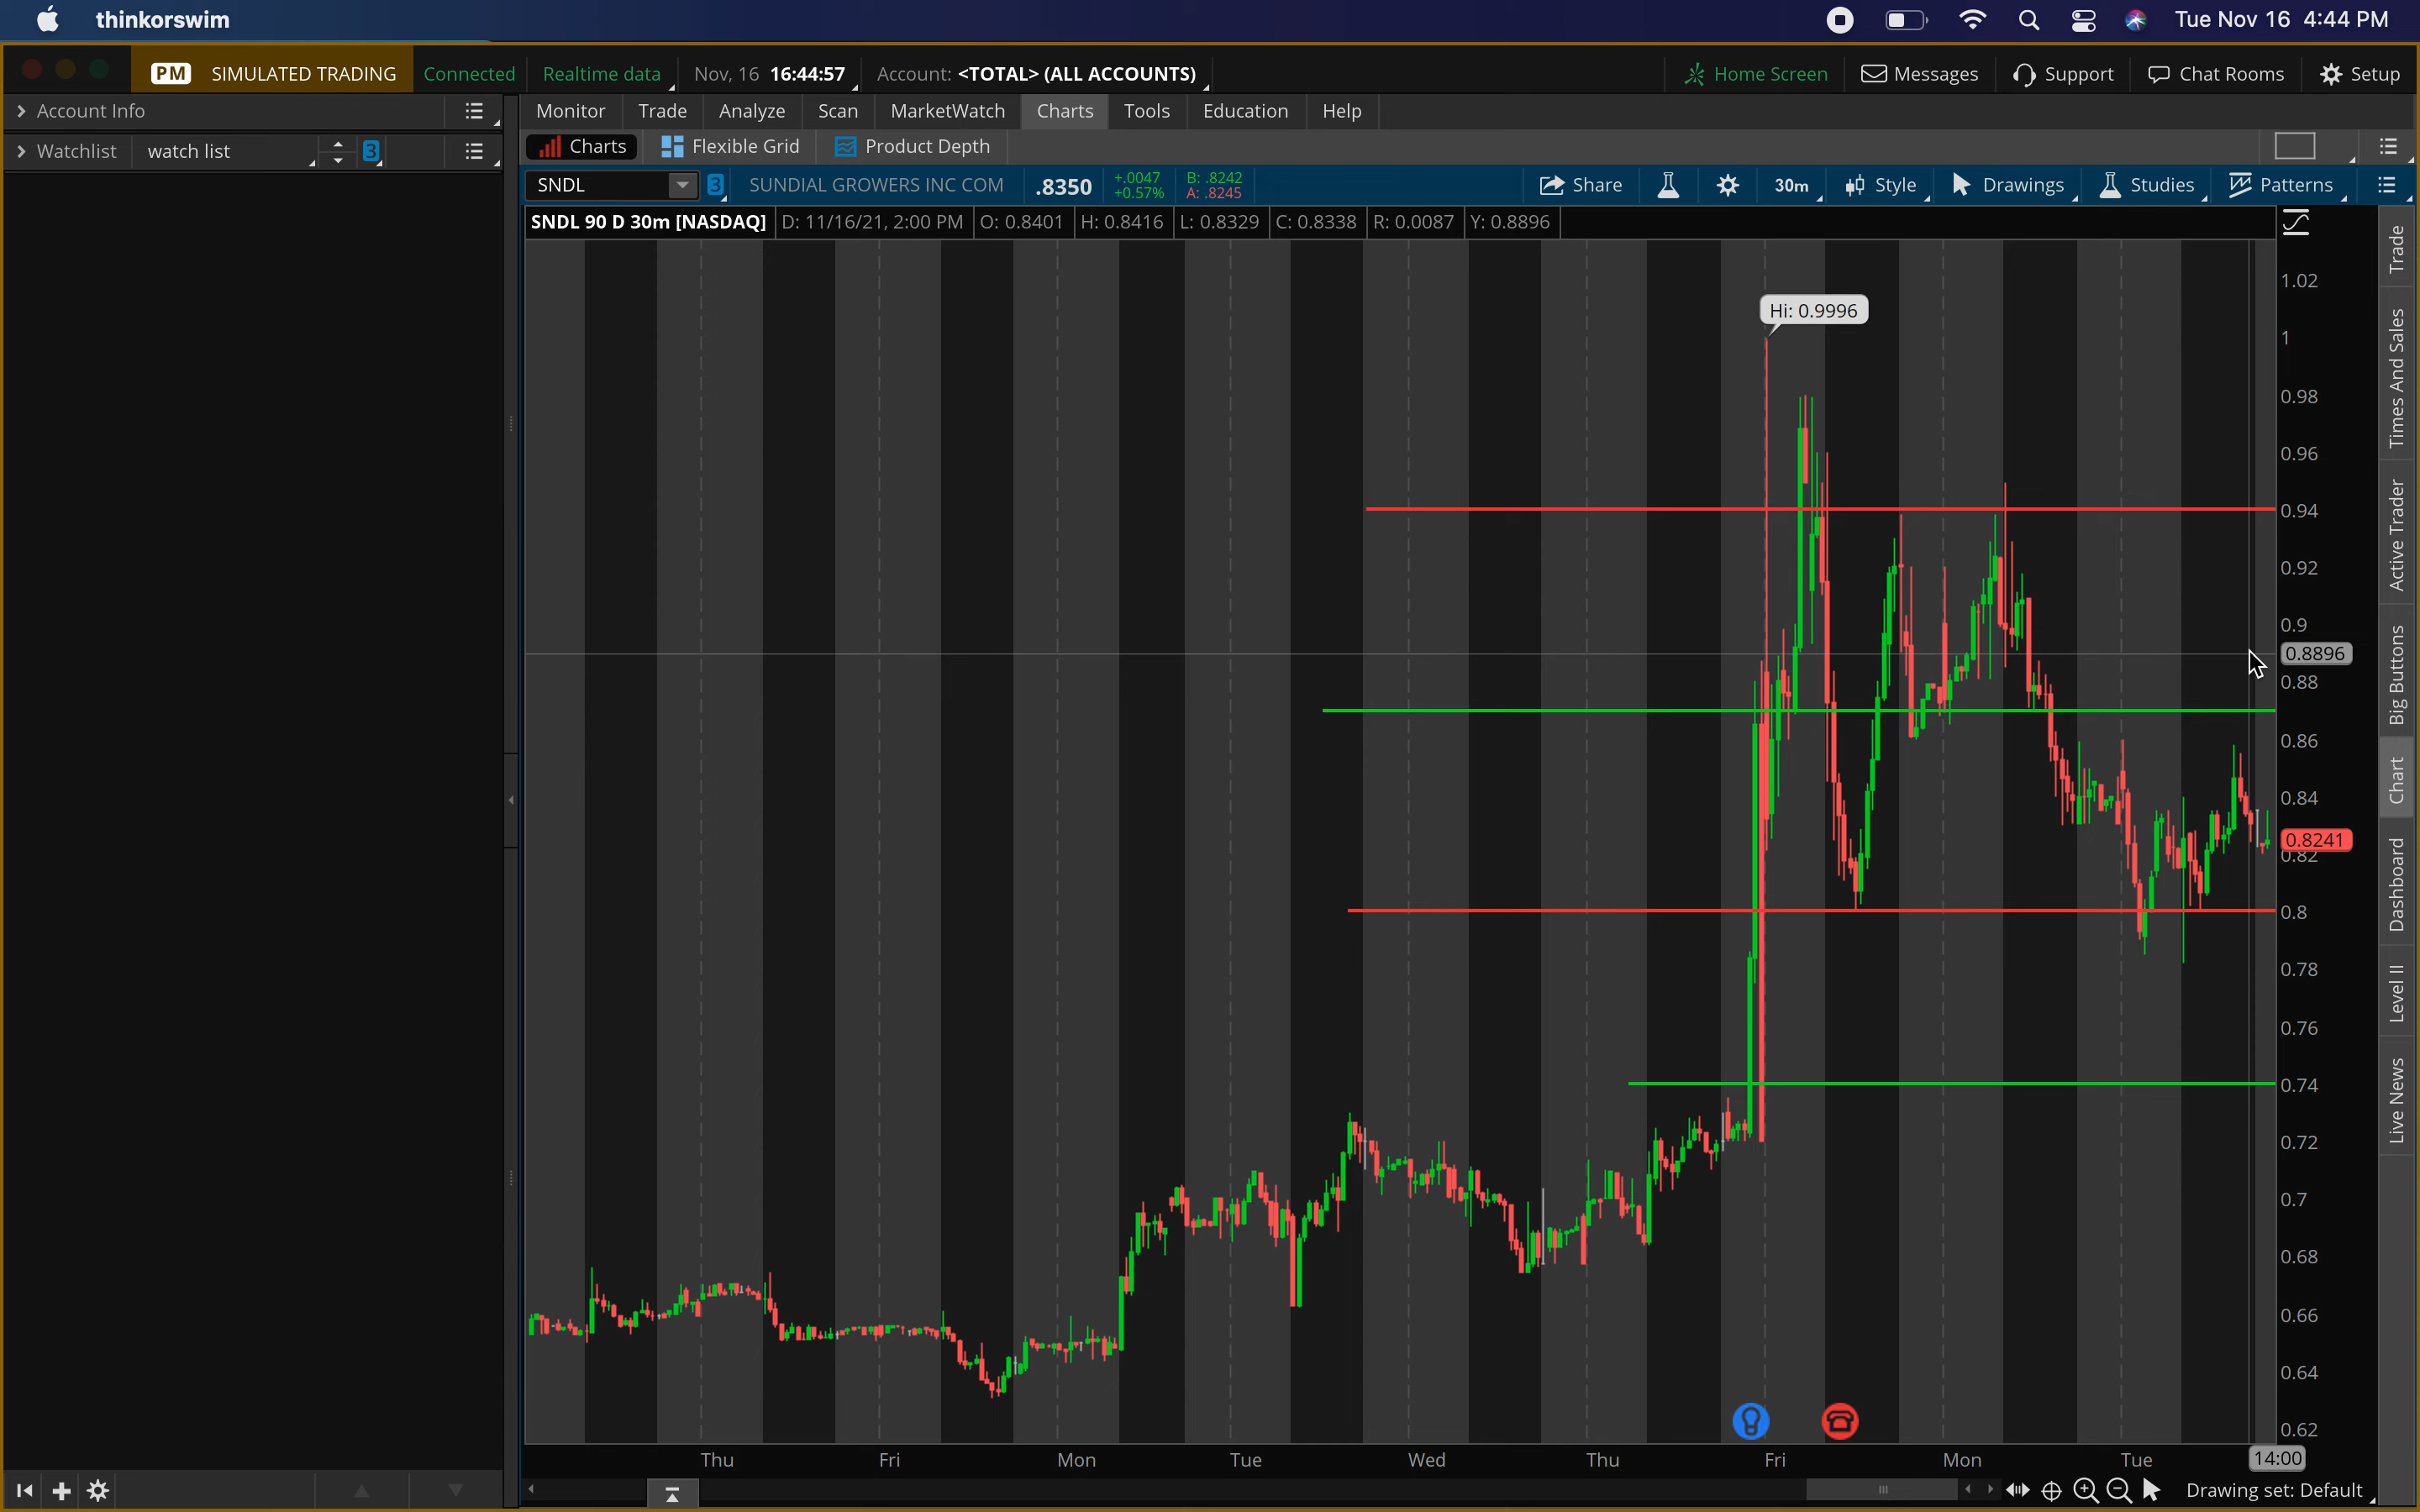 thinkorswim Tue Nov 16 4:44 PM
PM SIMULATED TRADING Connected Realtime data Nov, 16 16:44:57 Account: <TOTAL> (ALL ACCOUNTS) Home Screen Messages Support Chat Rooms Setup
Account Info Monitor Trade Analyze Scan MarketWatch Charts Tools Education Help
Watchlist watch list 3 Charts Flexible Grid Product Depth
SNDL 3 SUNDIAL GROWERS INC COM .8350 +.0047 +0.57% B: .8242 A: .8245 Share 30m Style Drawings Studies Patterns
SNDL 90 D 30m [NASDAQ] D: 11/16/21, 2:00 PM O: 0.8401 H: 0.8416 L: 0.8329 C: 0.8338 R: 0.0087 Y: 0.8896
Hi: 0.9996
1.02
1
0.98
0.96
0.94
0.92
0.9
0.8896
0.88
0.86
0.84
0.8241
0.82
0.8
0.78
0.76
0.74
0.72
0.7
0.68
0.66
0.64
0.62
Trade
Times And Sales
Active Trader
Big Buttons
Chart
Dashboard
Level II
Live News
Thu Fri Mon Tue Wed Thu Fri Mon Tue 14:00
Drawing set: Default